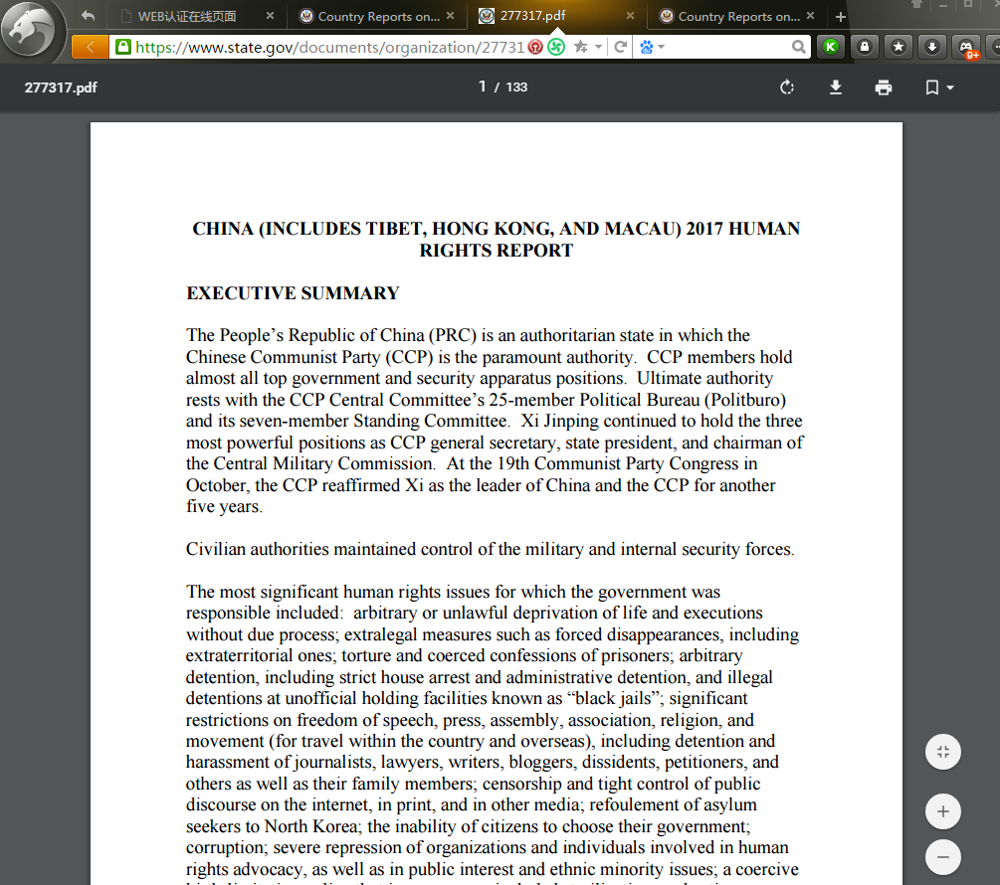 WEB认证在线页面
Country Reports on...
277317.pdf
Country Reports on...
https://www.state.gov/documents/organization/27731
K
9+
277317.pdf
1 / 133
CHINA (INCLUDES TIBET, HONG KONG, AND MACAU) 2017 HUMAN
RIGHTS REPORT
EXECUTIVE SUMMARY
The People’s Republic of China (PRC) is an authoritarian state in which the
Chinese Communist Party (CCP) is the paramount authority.  CCP members hold
almost all top government and security apparatus positions.  Ultimate authority
rests with the CCP Central Committee’s 25-member Political Bureau (Politburo)
and its seven-member Standing Committee.  Xi Jinping continued to hold the three
most powerful positions as CCP general secretary, state president, and chairman of
the Central Military Commission.  At the 19th Communist Party Congress in
October, the CCP reaffirmed Xi as the leader of China and the CCP for another
five years.
Civilian authorities maintained control of the military and internal security forces.
The most significant human rights issues for which the government was
responsible included:  arbitrary or unlawful deprivation of life and executions
without due process; extralegal measures such as forced disappearances, including
extraterritorial ones; torture and coerced confessions of prisoners; arbitrary
detention, including strict house arrest and administrative detention, and illegal
detentions at unofficial holding facilities known as “black jails”; significant
restrictions on freedom of speech, press, assembly, association, religion, and
movement (for travel within the country and overseas), including detention and
harassment of journalists, lawyers, writers, bloggers, dissidents, petitioners, and
others as well as their family members; censorship and tight control of public
discourse on the internet, in print, and in other media; refoulement of asylum
seekers to North Korea; the inability of citizens to choose their government;
corruption; severe repression of organizations and individuals involved in human
rights advocacy, as well as in public interest and ethnic minority issues; a coercive